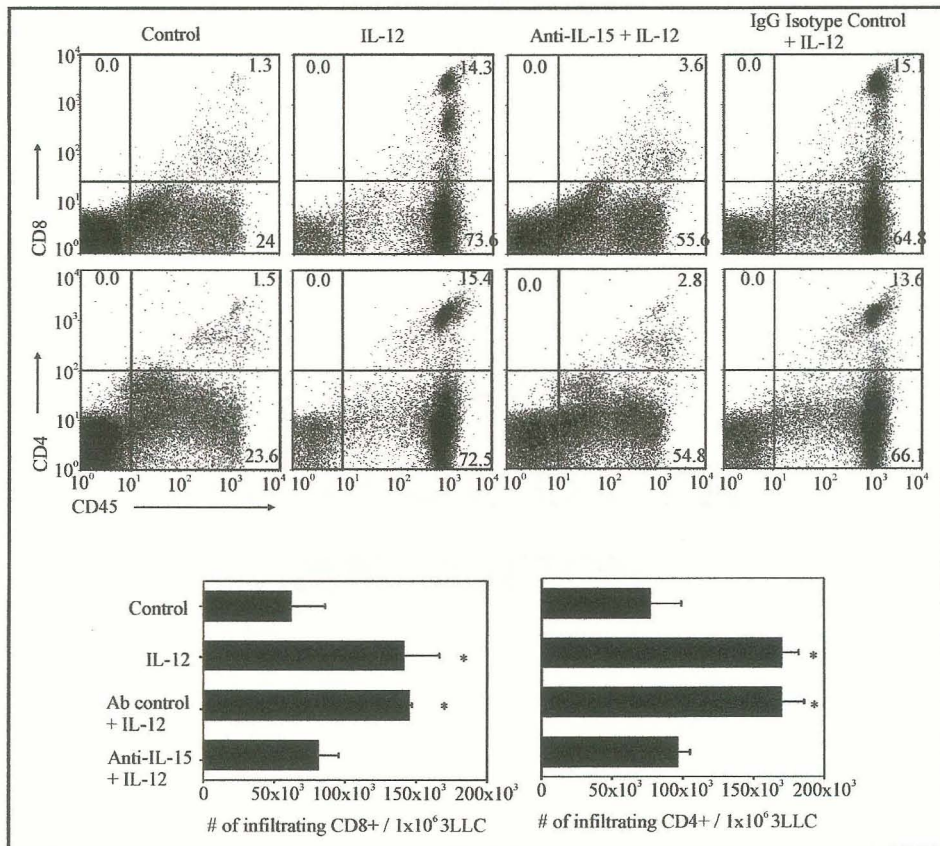 Control IL-12 Anti-IL-15 + IL-12 IgG Isotype Control
+ IL-12
10⁴ 0.0 1.3 0.0 14.3 0.0 3.6 0.0 15.1
10³
10²
10¹
10⁰ 24 73.6 55.6 64.8
CD8
10⁴ 0.0 1.5 0.0 15.4 0.0 2.8 0.0 13.6
10³
10²
10¹
10⁰ 23.6 72.5 54.8 66.1
CD4
10⁰ 10¹ 10² 10³ 10⁴ 10⁰ 10¹ 10² 10³ 10⁴ 10⁰ 10¹ 10² 10³ 10⁴ 10⁰ 10¹ 10² 10³ 10⁴
CD45
Control
IL-12 * *
Ab control
+ IL-12 * *
Anti-IL-15
+ IL-12
0 50x10³ 100x10³ 150x10³ 200x10³ 0 50x10³ 100x10³ 150x10³ 200x10³
# of infiltrating CD8+ / 1x10⁶ 3LLC # of infiltrating CD4+ / 1x10⁶ 3LLC